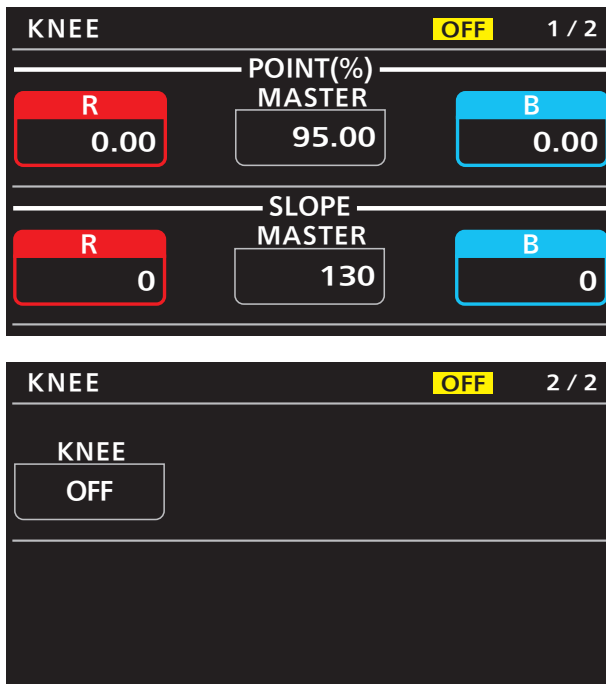 KNEE OFF 1 / 2
POINT(%)
R MASTER B
0.00 95.00 0.00
SLOPE
R MASTER B
0 130 0
KNEE OFF 2 / 2
KNEE
OFF